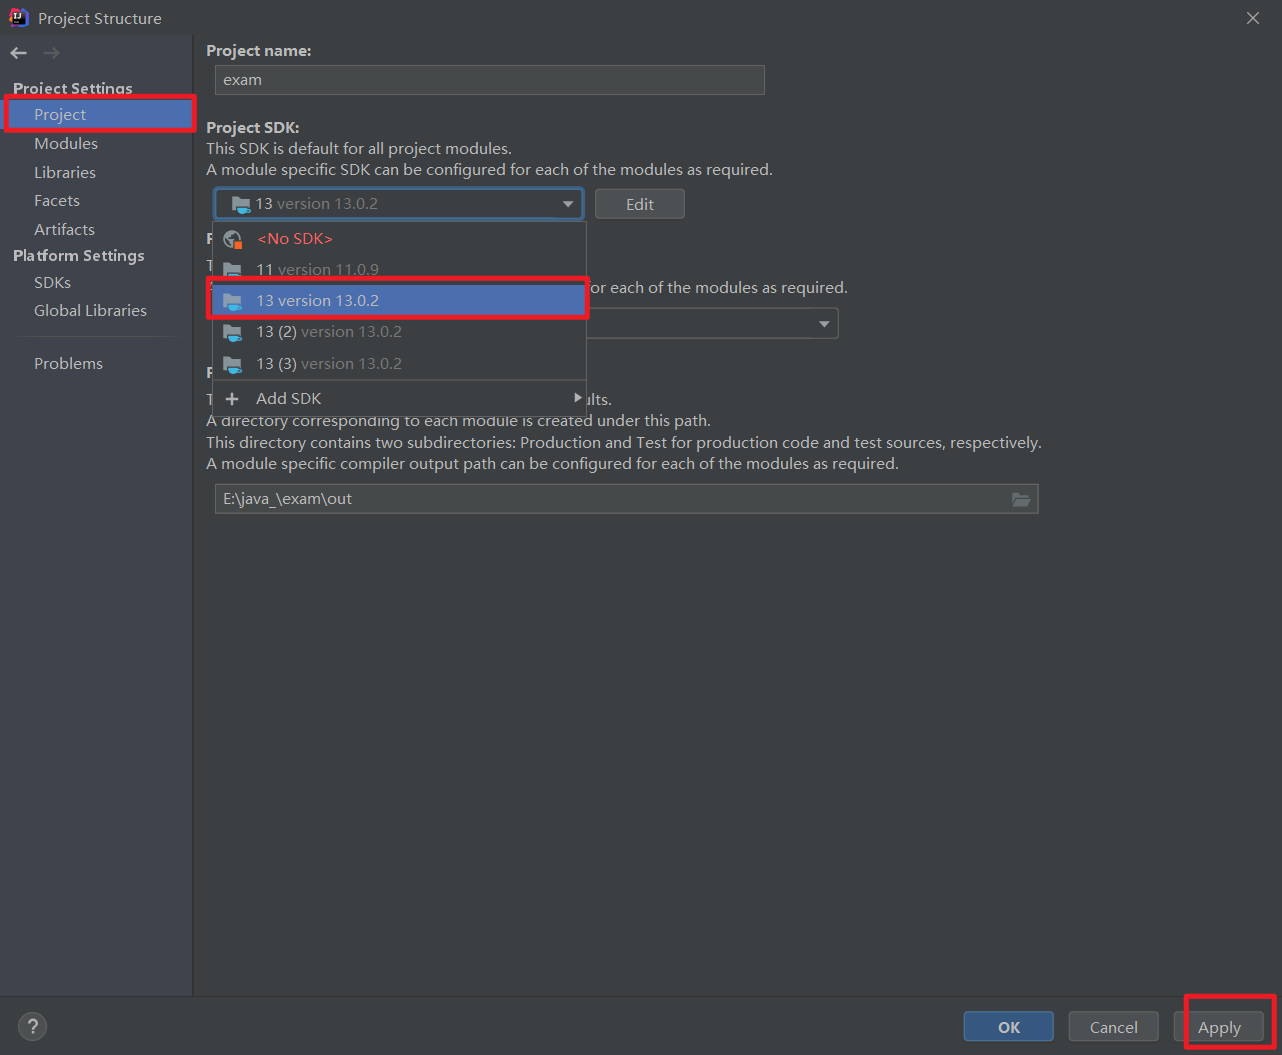 Project Structure
Project Settings
Project
Modules
Libraries
Facets
Artifacts
Platform Settings
SDKs
Global Libraries
Problems
Project name:
exam
Project SDK:
This SDK is default for all project modules.
A module specific SDK can be configured for each of the modules as required.
13 version 13.0.2
Edit
<No SDK>
11 version 11.0.9
13 version 13.0.2
or each of the modules as required.
13 (2) version 13.0.2
13 (3) version 13.0.2
Add SDK
A directory corresponding to each module is created under this path.
This directory contains two subdirectories: Production and Test for production code and test sources, respectively.
A module specific compiler output path can be configured for each of the modules as required.
E:\java_\exam\out
?
OK
Cancel
Apply